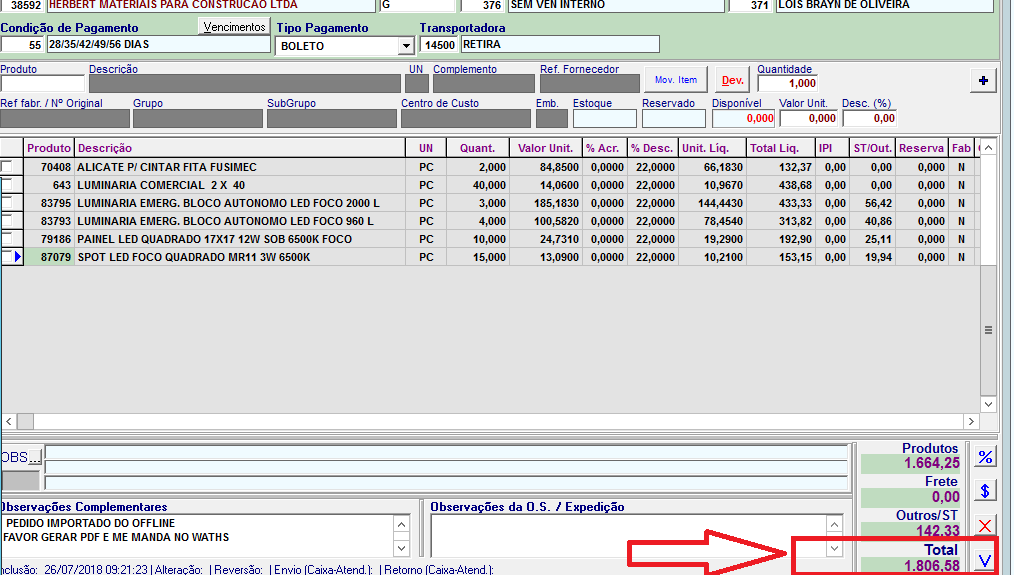 38592 HERBERT MATERIAIS PARA CONSTRUCAO LTDA G 376 SEM VEN INTERNO 371 LOIS BRAYN DE OLIVEIRA
Condição de Pagamento Vencimentos Tipo Pagamento Transportadora
55 28/35/42/49/56 DIAS BOLETO 14500 RETIRA
Produto Descrição UN Complemento Ref. Fornecedor Mov. Item Dev. Quantidade
1,000 +
Ref fabr. / Nº Original Grupo SubGrupo Centro de Custo Emb. Estoque Reservado Disponível Valor Unit. Desc. (%)
0,000 0,000 0,00
Produto Descrição UN Quant. Valor Unit. % Acr. % Desc. Unit. Líq. Total Liq. IPI ST/Out. Reserva Fab
70408 ALICATE P/ CINTAR FITA FUSIMEC PC 2,000 84,8500 0,0000 22,0000 66,1830 132,37 0,00 0,00 0,000 N
643 LUMINARIA COMERCIAL 2 X 40 PC 40,000 14,0600 0,0000 22,0000 10,9670 438,68 0,00 0,00 0,000 N
83795 LUMINARIA EMERG. BLOCO AUTONOMO LED FOCO 2000 L PC 3,000 185,1830 0,0000 22,0000 144,4430 433,33 0,00 56,42 0,000 N
83793 LUMINARIA EMERG. BLOCO AUTONOMO LED FOCO 960 L PC 4,000 100,5820 0,0000 22,0000 78,4540 313,82 0,00 40,86 0,000 N
79186 PAINEL LED QUADRADO 17X17 12W SOB 6500K FOCO PC 10,000 24,7310 0,0000 22,0000 19,2900 192,90 0,00 25,11 0,000 N
87079 SPOT LED FOCO QUADRADO MR11 3W 6500K PC 15,000 13,0900 0,0000 22,0000 10,2100 153,15 0,00 19,94 0,000 N
OBS... Produtos %
1.664,25
Frete $
0,00
Observações Complementares Observações da O.S. / Expedição Outros/ST X
142,33
PEDIDO IMPORTADO DO OFFLINE
FAVOR GERAR PDF E ME MANDA NO WATHS
Total V
1.806,58
nclusão: 26/07/2018 09:21:23 | Alteração: | Reversão: | Envio (Caixa-Atend.): | Retorno (Caixa-Atend.):